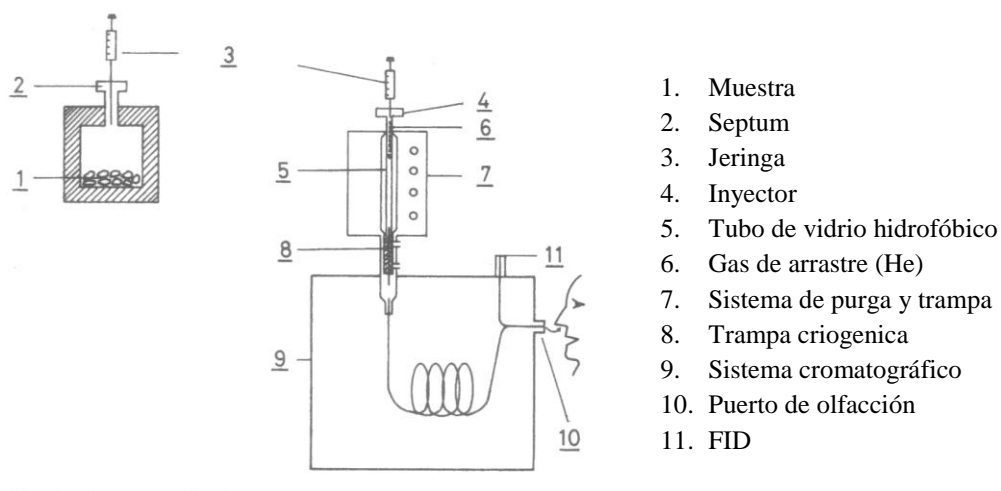 3
2
1
4
6
5
7
8
11
9
10
1. Muestra
2. Septum
3. Jeringa
4. Inyector
5. Tubo de vidrio hidrofóbico
6. Gas de arrastre (He)
7. Sistema de purga y trampa
8. Trampa criogenica
9. Sistema cromatográfico
10. Puerto de olfacción
11. FID